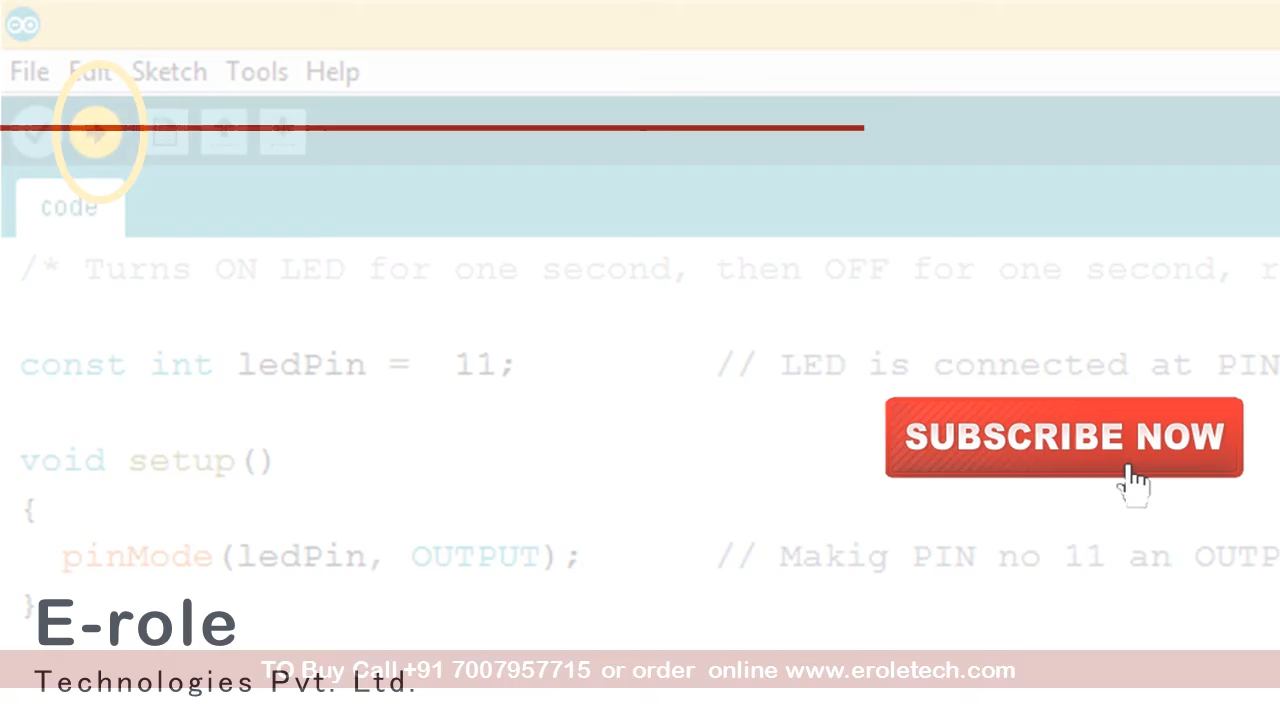 File Edit Sketch Tools Help
code
/* Turns ON LED for one second, then OFF for one second, r
const int ledPin = 11; // LED is connected at PIN
SUBSCRIBE NOW
void setup()
{
pinMode(ledPin, OUTPUT); // Makig PIN no 11 an OUTP
}
E-role
TO Buy Call +91 7007957715 or order online www.eroletech.com
Technologies Pvt. Ltd.